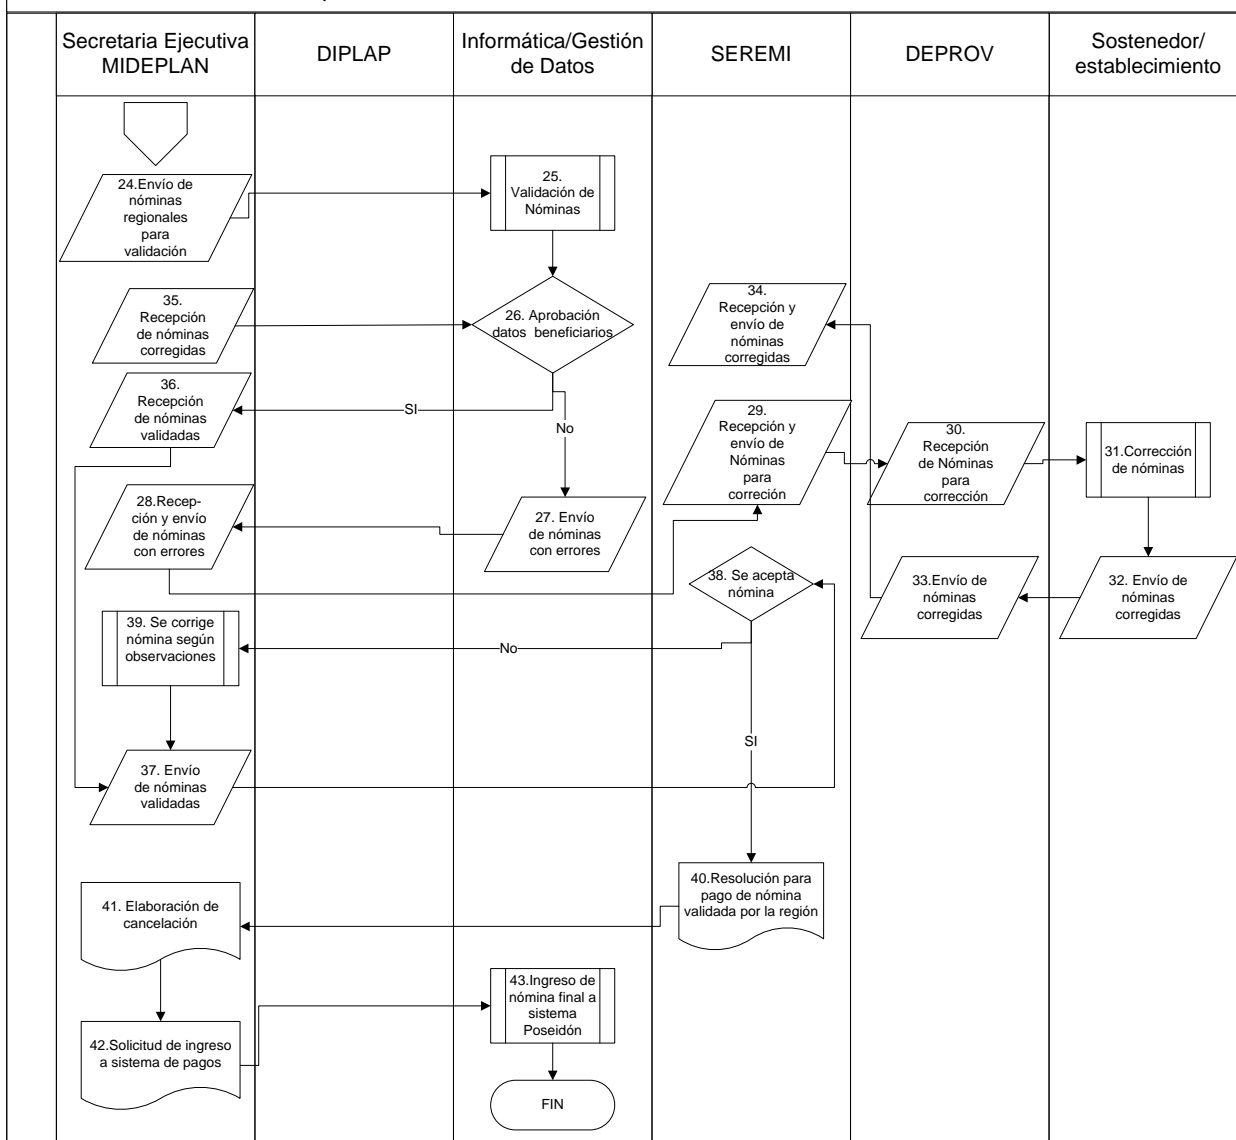 Secretaria Ejecutiva
MIDEPLAN
DIPLAP
Informática/Gestión
de Datos
SEREMI
DEPROV
Sostenedor/
establecimiento
24.Envío de
nóminas
regionales
para
validación
25.
Validación de
Nóminas
35.
Recepción
de nóminas
corregidas
26. Aprobación
datos beneficiarios
34.
Recepción y
envío de
nóminas
corregidas
36.
Recepción
de nóminas
validadas
SI
No
29.
Recepción y
envío de
Nóminas
para
correción
30.
Recepción
de Nóminas
para
corrección
31.Corrección
de nóminas
28.Recep-
ción y envío
de nóminas
con errores
27. Envío
de nóminas
con errores
38. Se acepta
nómina
33.Envío de
nóminas
corregidas
32. Envío de
nóminas
corregidas
39. Se corrige
nómina según
observaciones
No
SI
37. Envío
de nóminas
validadas
40.Resolución para
pago de nómina
validada por la región
41. Elaboración de
cancelación
43.Ingreso de
nómina final a
sistema
Poseidón
42.Solicitud de ingreso
a sistema de pagos
FIN